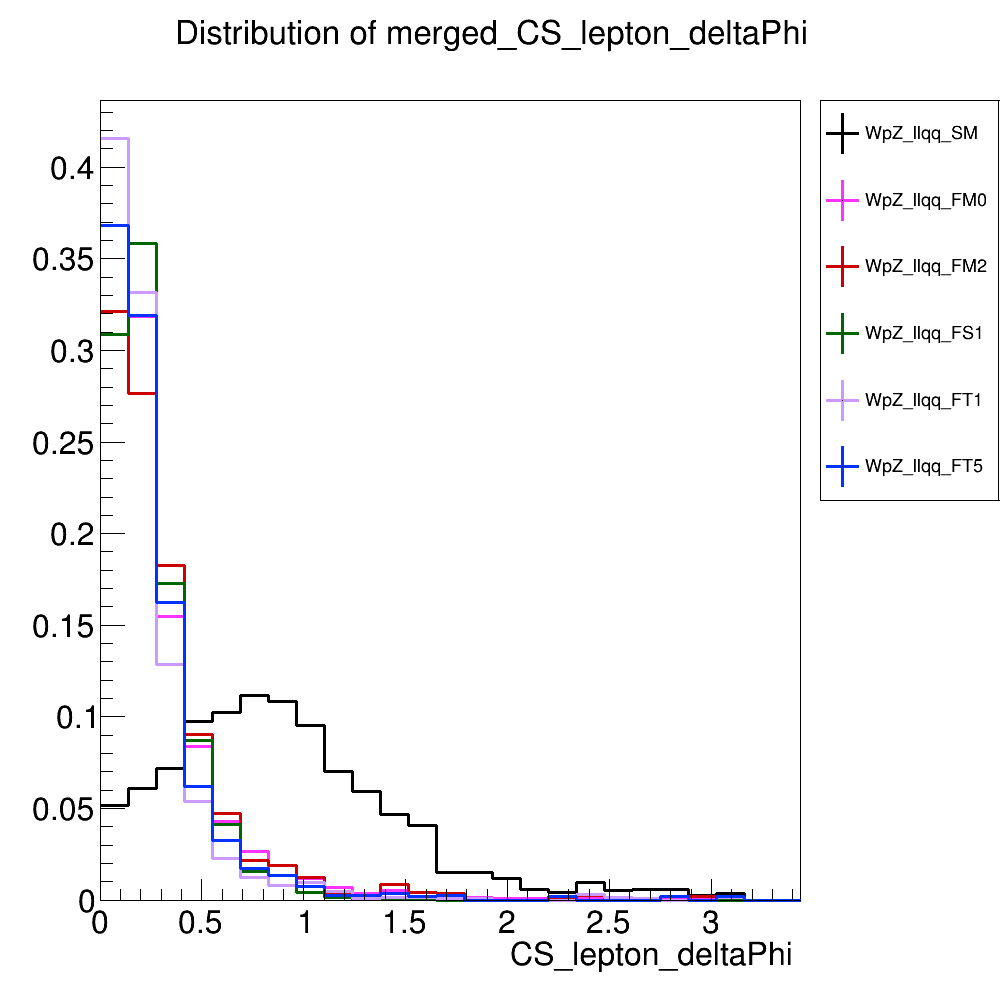 Distribution of merged_CS_lepton_deltaPhi
0.4
0.35
0.3
0.25
0.2
0.15
0.1
0.05
0
0 0.5 1 1.5 2 2.5 3
CS_lepton_deltaPhi
WpZ_llqq_SM
WpZ_llqq_FM0
WpZ_llqq_FM2
WpZ_llqq_FS1
WpZ_llqq_FT1
WpZ_llqq_FT5